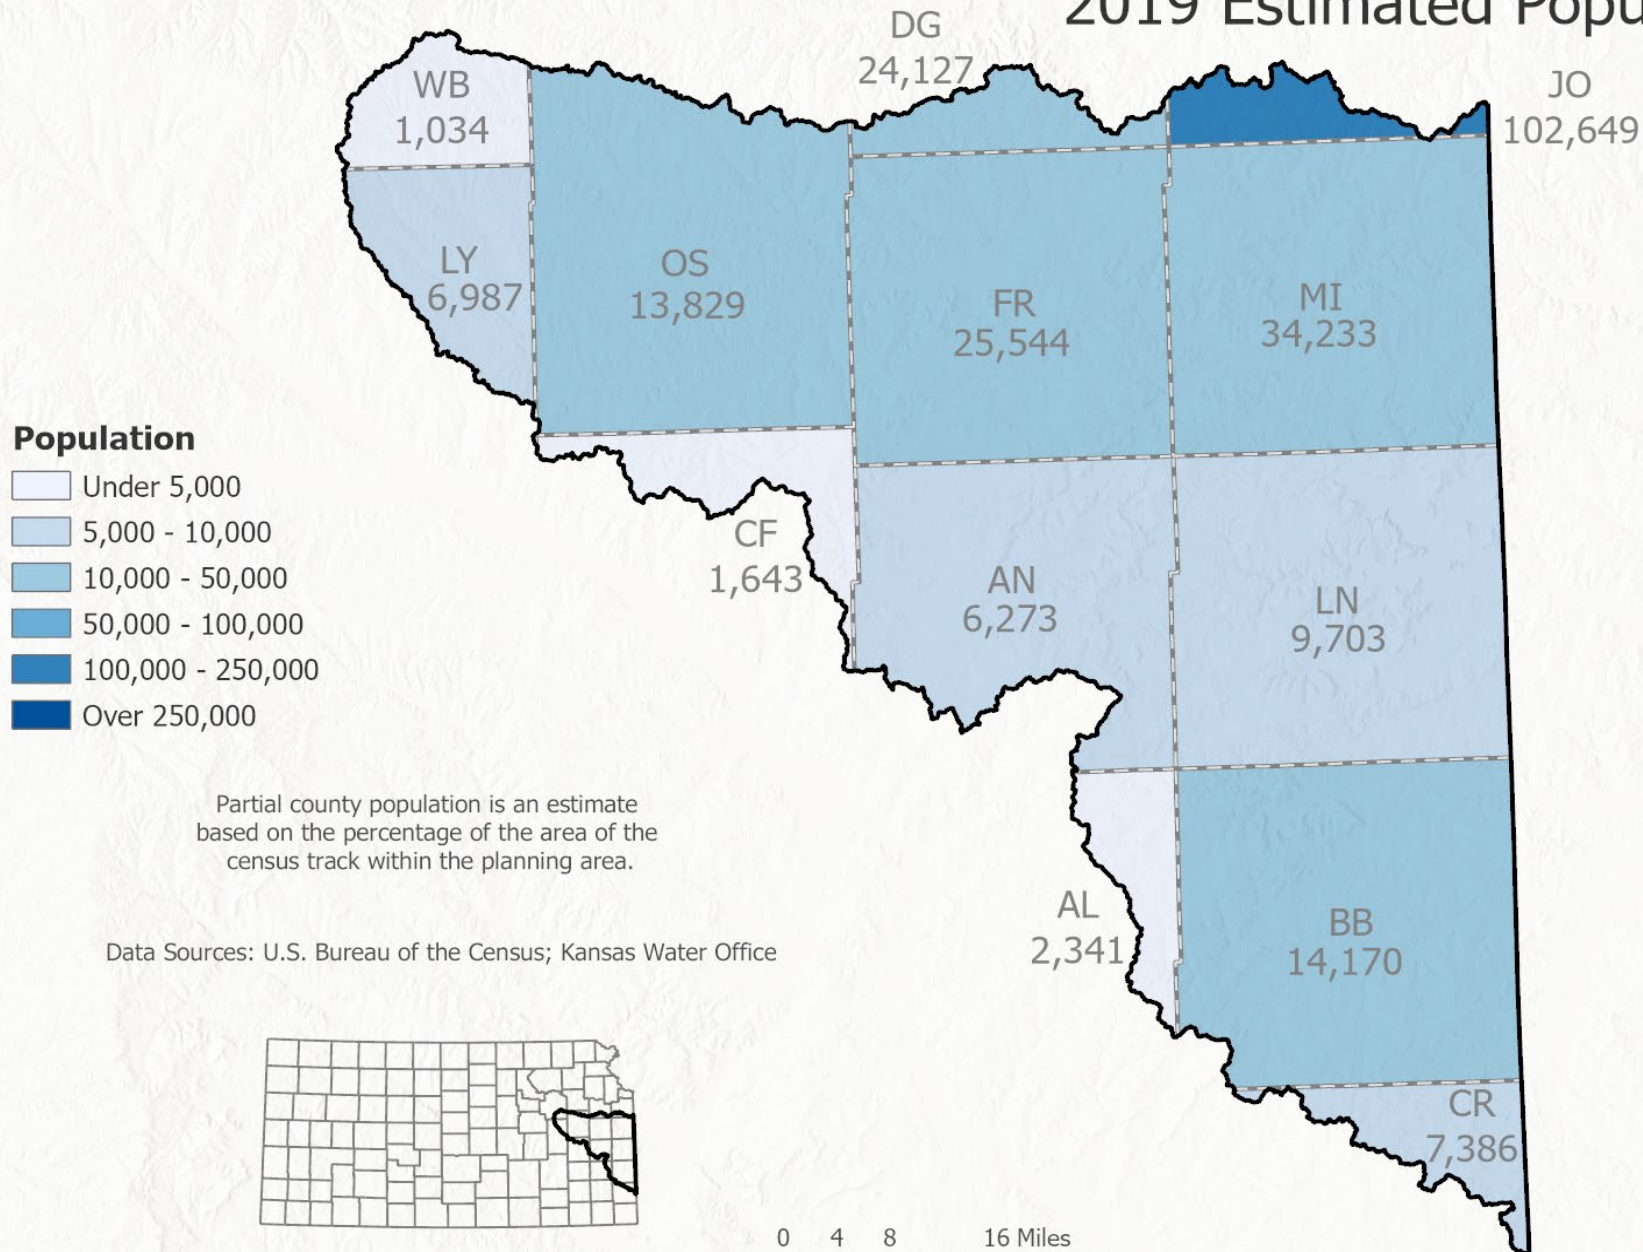 2019 Estimated Popu
DG
24,127
WB
1,034
JO
102,649
LY
6,987
OS
13,829
FR
25,544
MI
34,233
Population
Under 5,000
5,000 - 10,000
10,000 - 50,000
50,000 - 100,000
100,000 - 250,000
Over 250,000
CF
1,643
AN
6,273
LN
9,703
Partial county population is an estimate
based on the percentage of the area of the
census track within the planning area.
AL
2,341
BB
14,170
Data Sources: U.S. Bureau of the Census; Kansas Water Office
CR
7,386
0 4 8 16 Miles